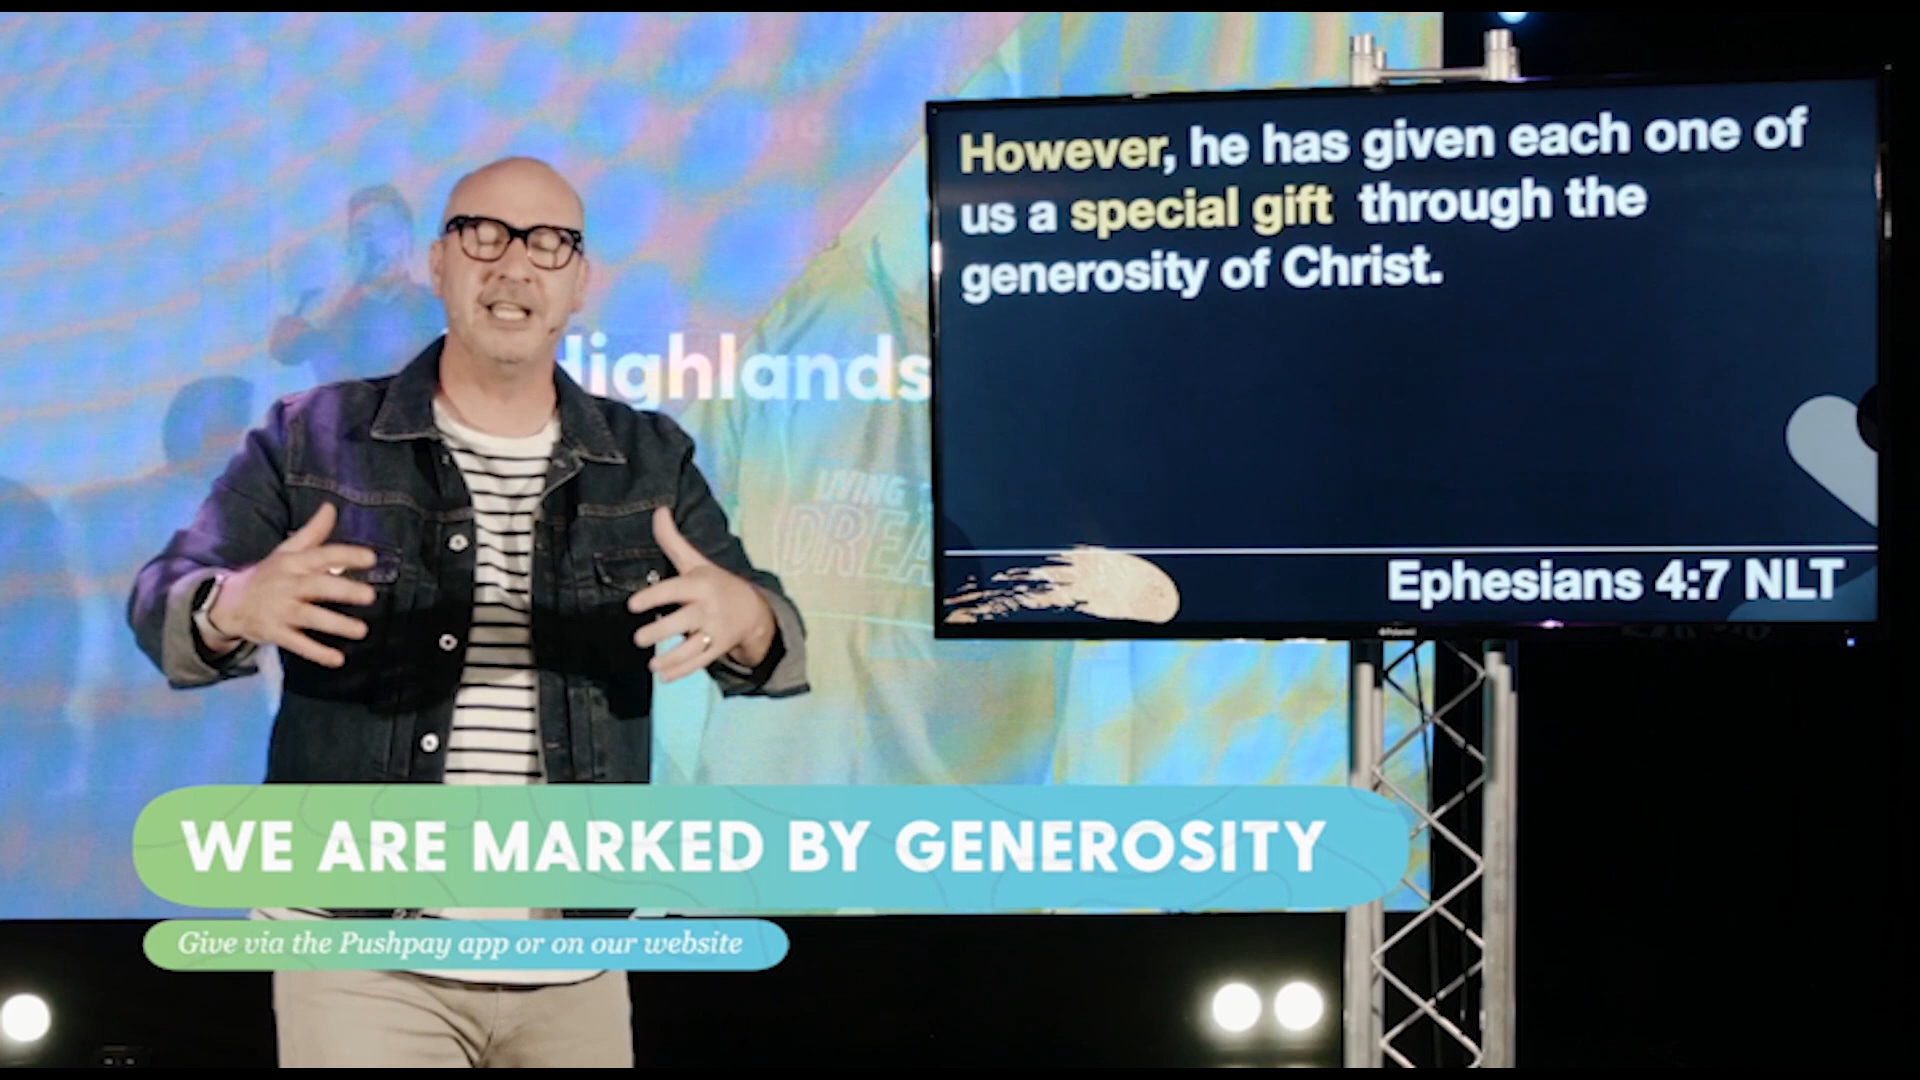 However, he has given each one of
us a special gift through the
generosity of Christ.
Ephesians 4:7 NLT
Highlands
LIVING
WE ARE MARKED BY GENEROSITY
Give via the Pushpay app or on our website